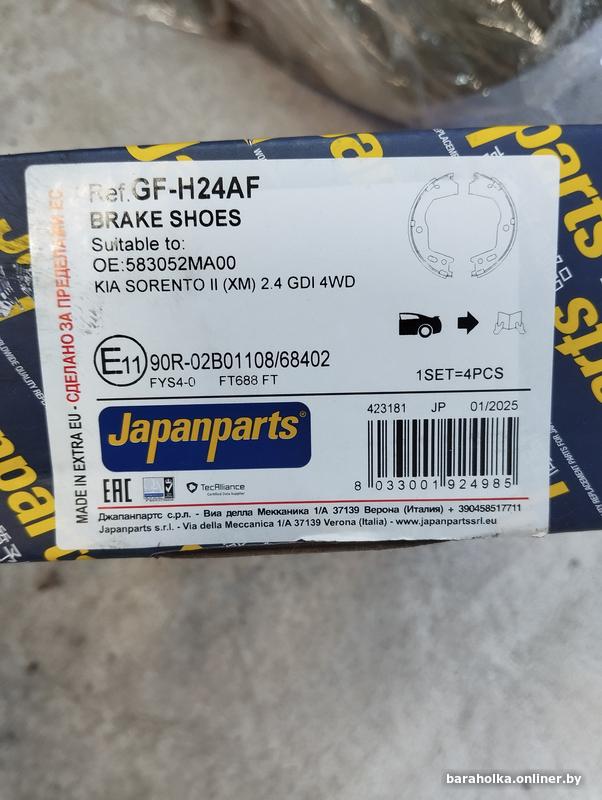 Ref.GF-H24AF
BRAKE SHOES
Suitable to:
OE:583052MA00
KIA SORENTO II (XM) 2.4 GDI 4WD
E11 90R-02B01108/68402
FYS4-0 FT688 FT
1SET=4PCS
MADE IN EXTRA EU - СДЕЛАНО ЗА ПРЕДЕЛАМИ ЕС
Japanparts®
423181 JP 01/2025
8 033001 924985
EAC
TecAlliance
Certified Data Supplier
Джапанпартс с.р.л. - Виа делла Мекканика 1/А 37139 Верона (Италия) + 390458517711
Japanparts s.r.l. - Via della Meccanica 1/A 37139 Verona (Italia) - www.japanpartssrl.eu
baraholka.onliner.by